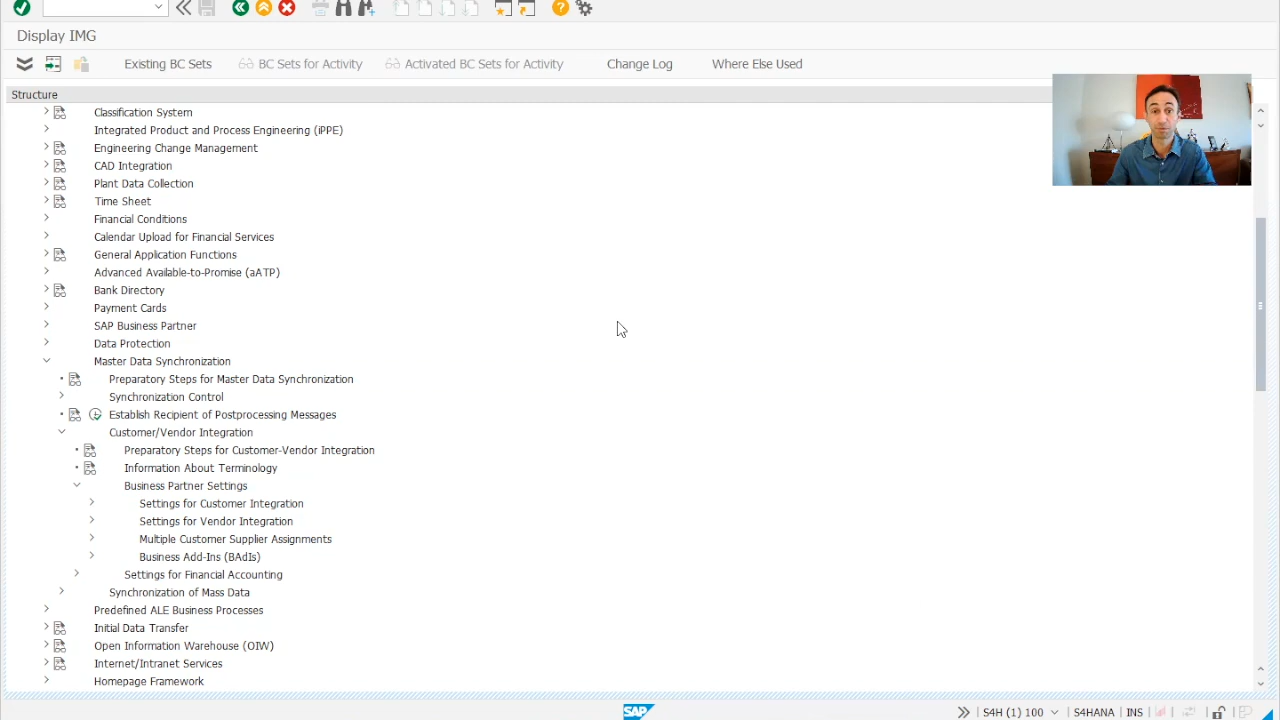 Display IMG
Existing BC Sets
BC Sets for Activity
Activated BC Sets for Activity
Change Log
Where Else Used
Structure
Classification System
Integrated Product and Process Engineering (iPPE)
Engineering Change Management
CAD Integration
Plant Data Collection
Time Sheet
Financial Conditions
Calendar Upload for Financial Services
General Application Functions
Advanced Available-to-Promise (aATP)
Bank Directory
Payment Cards
SAP Business Partner
Data Protection
Master Data Synchronization
Preparatory Steps for Master Data Synchronization
Synchronization Control
Establish Recipient of Postprocessing Messages
Customer/Vendor Integration
Preparatory Steps for Customer-Vendor Integration
Information About Terminology
Business Partner Settings
Settings for Customer Integration
Settings for Vendor Integration
Multiple Customer Supplier Assignments
Business Add-Ins (BAdIs)
Settings for Financial Accounting
Synchronization of Mass Data
Predefined ALE Business Processes
Initial Data Transfer
Open Information Warehouse (OIW)
Internet/Intranet Services
Homepage Framework
SAP
S4H (1) 100
S4HANA
INS